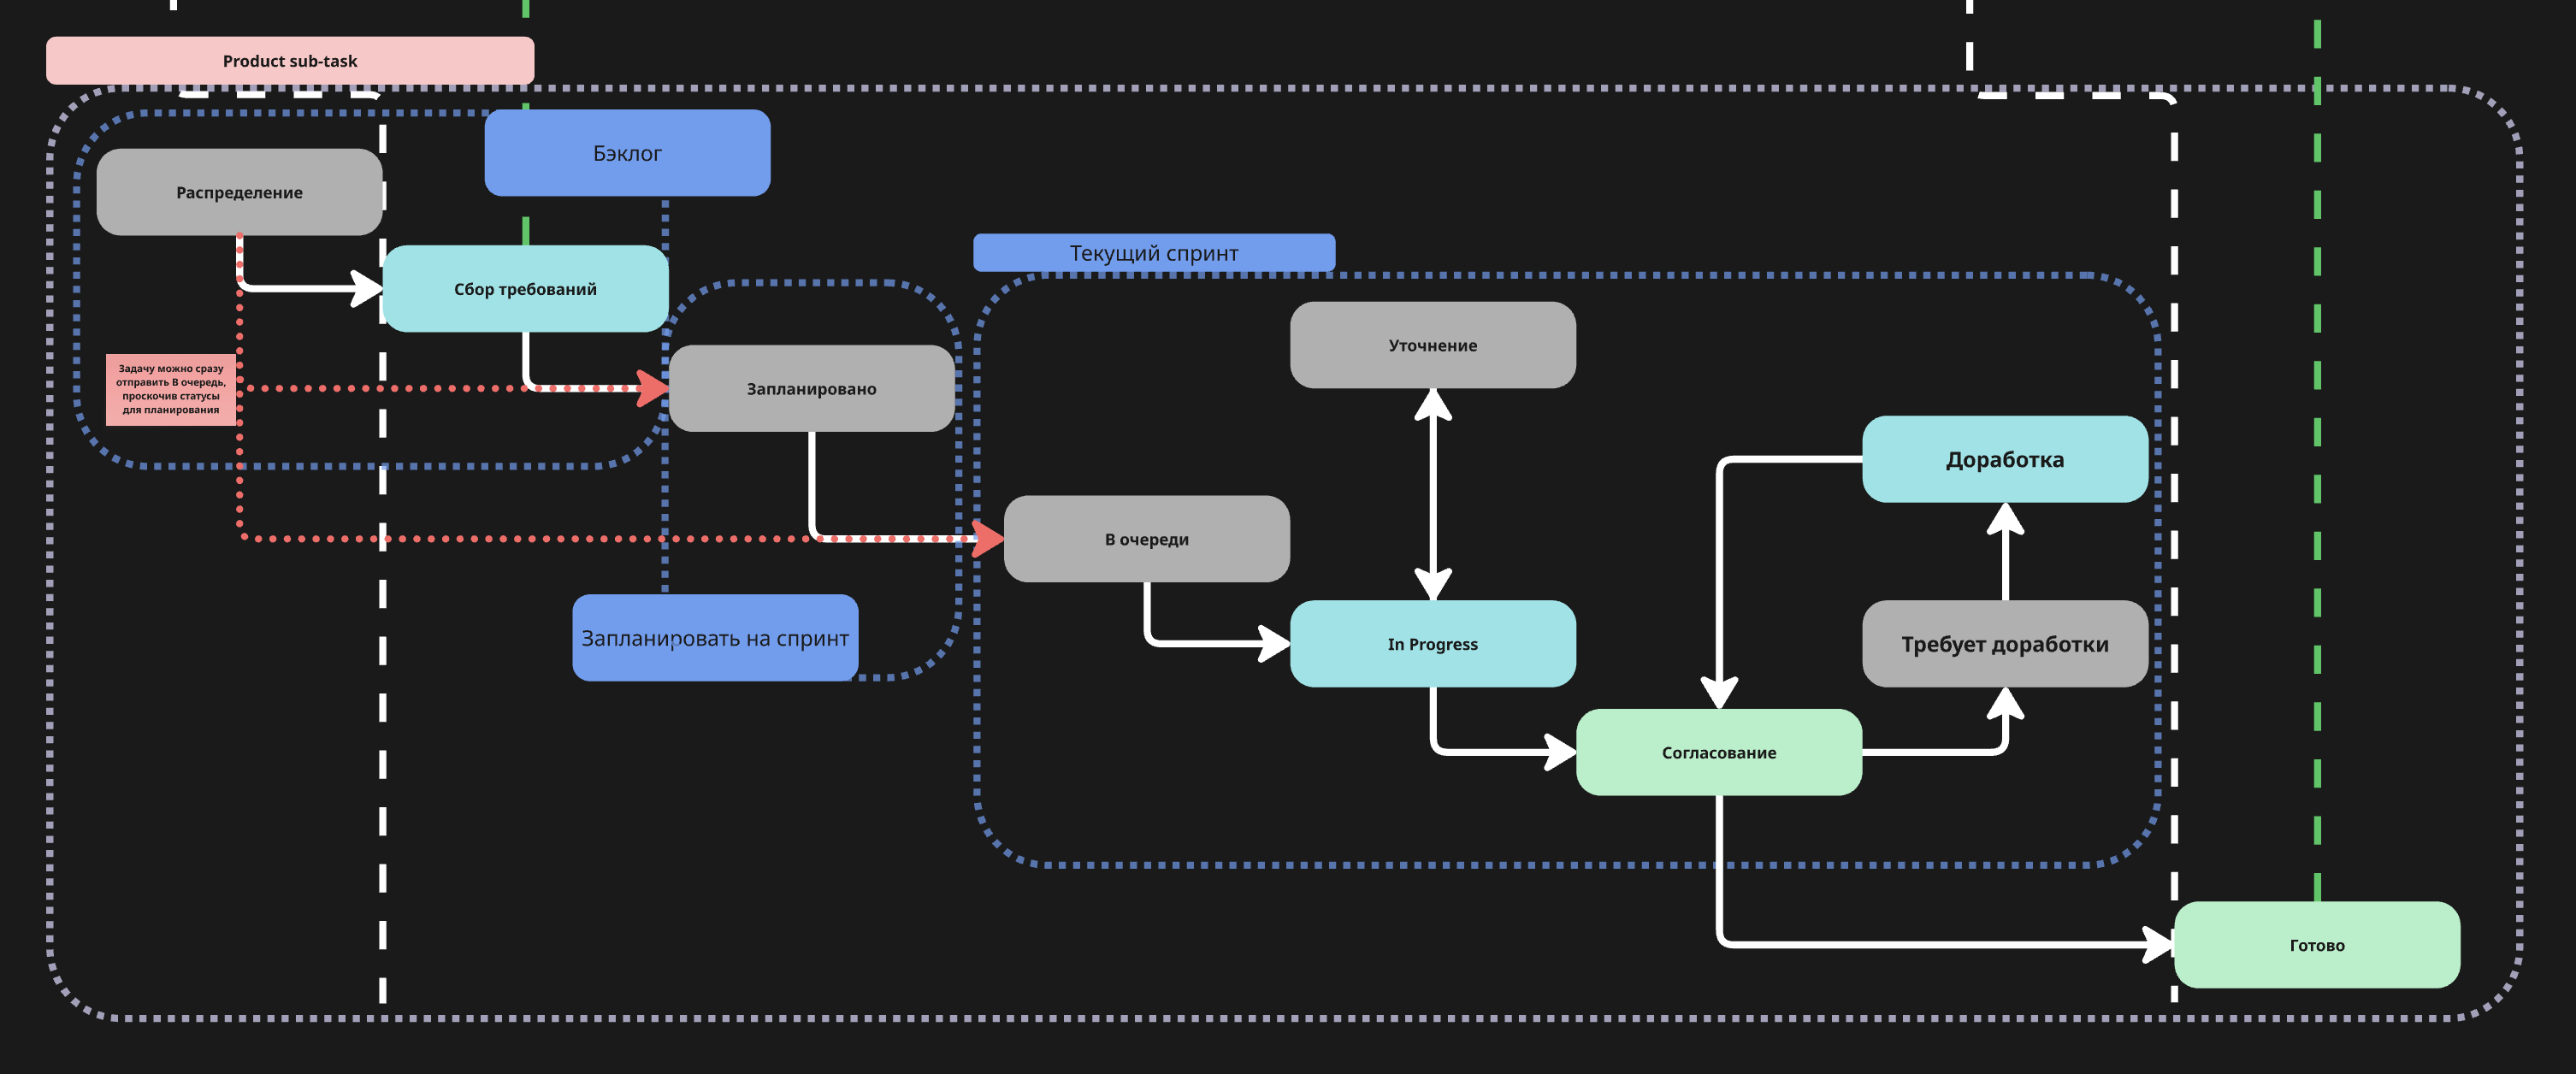 Product sub-task
Бэклог
Распределение
Текущий спринт
Сбор требований
Уточнение
Задачу можно сразу
отправить В очередь,
проскочив статусы
для планирования
Запланировано
Доработка
В очереди
Запланировать на спринт
In Progress
Требует доработки
Согласование
Готово